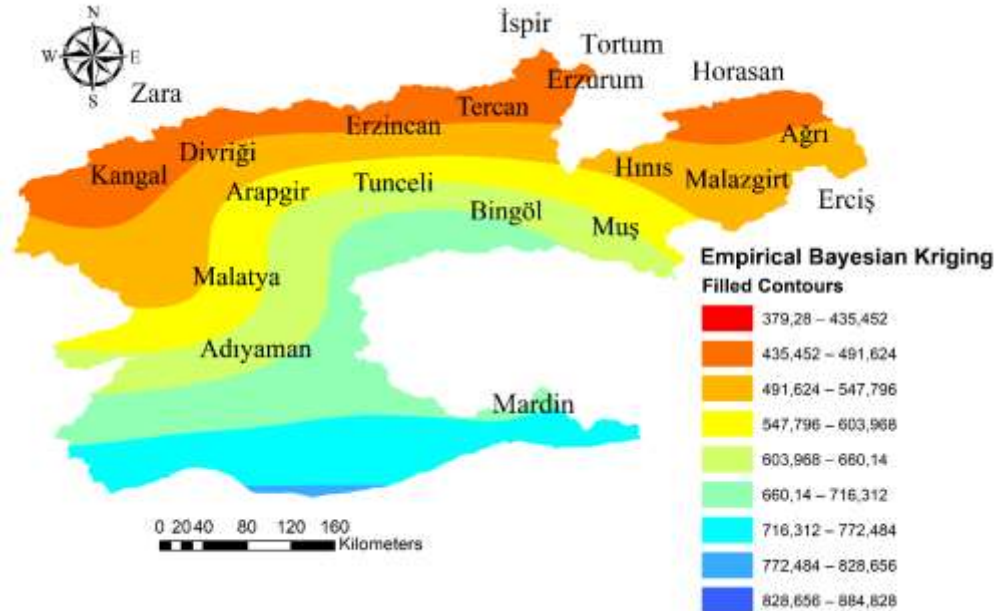 N
W E
S
İspir
Tortum
Zara
Erzurum
Horasan
Tercan
Erzincan
Ağrı
Divriği
Kangal
Hınıs
Arapgir
Tunceli
Malazgirt
Erciş
Bingöl
Muş
Malatya
Adıyaman
Mardin
Empirical Bayesian Kriging
Filled Contours
379,28 – 435,452
435,452 – 491,624
491,624 – 547,796
547,796 – 603,968
603,968 – 660,14
660,14 – 716,312
716,312 – 772,484
772,484 – 828,656
828,656 – 884,828
0 20 40 80 120 160
Kilometers